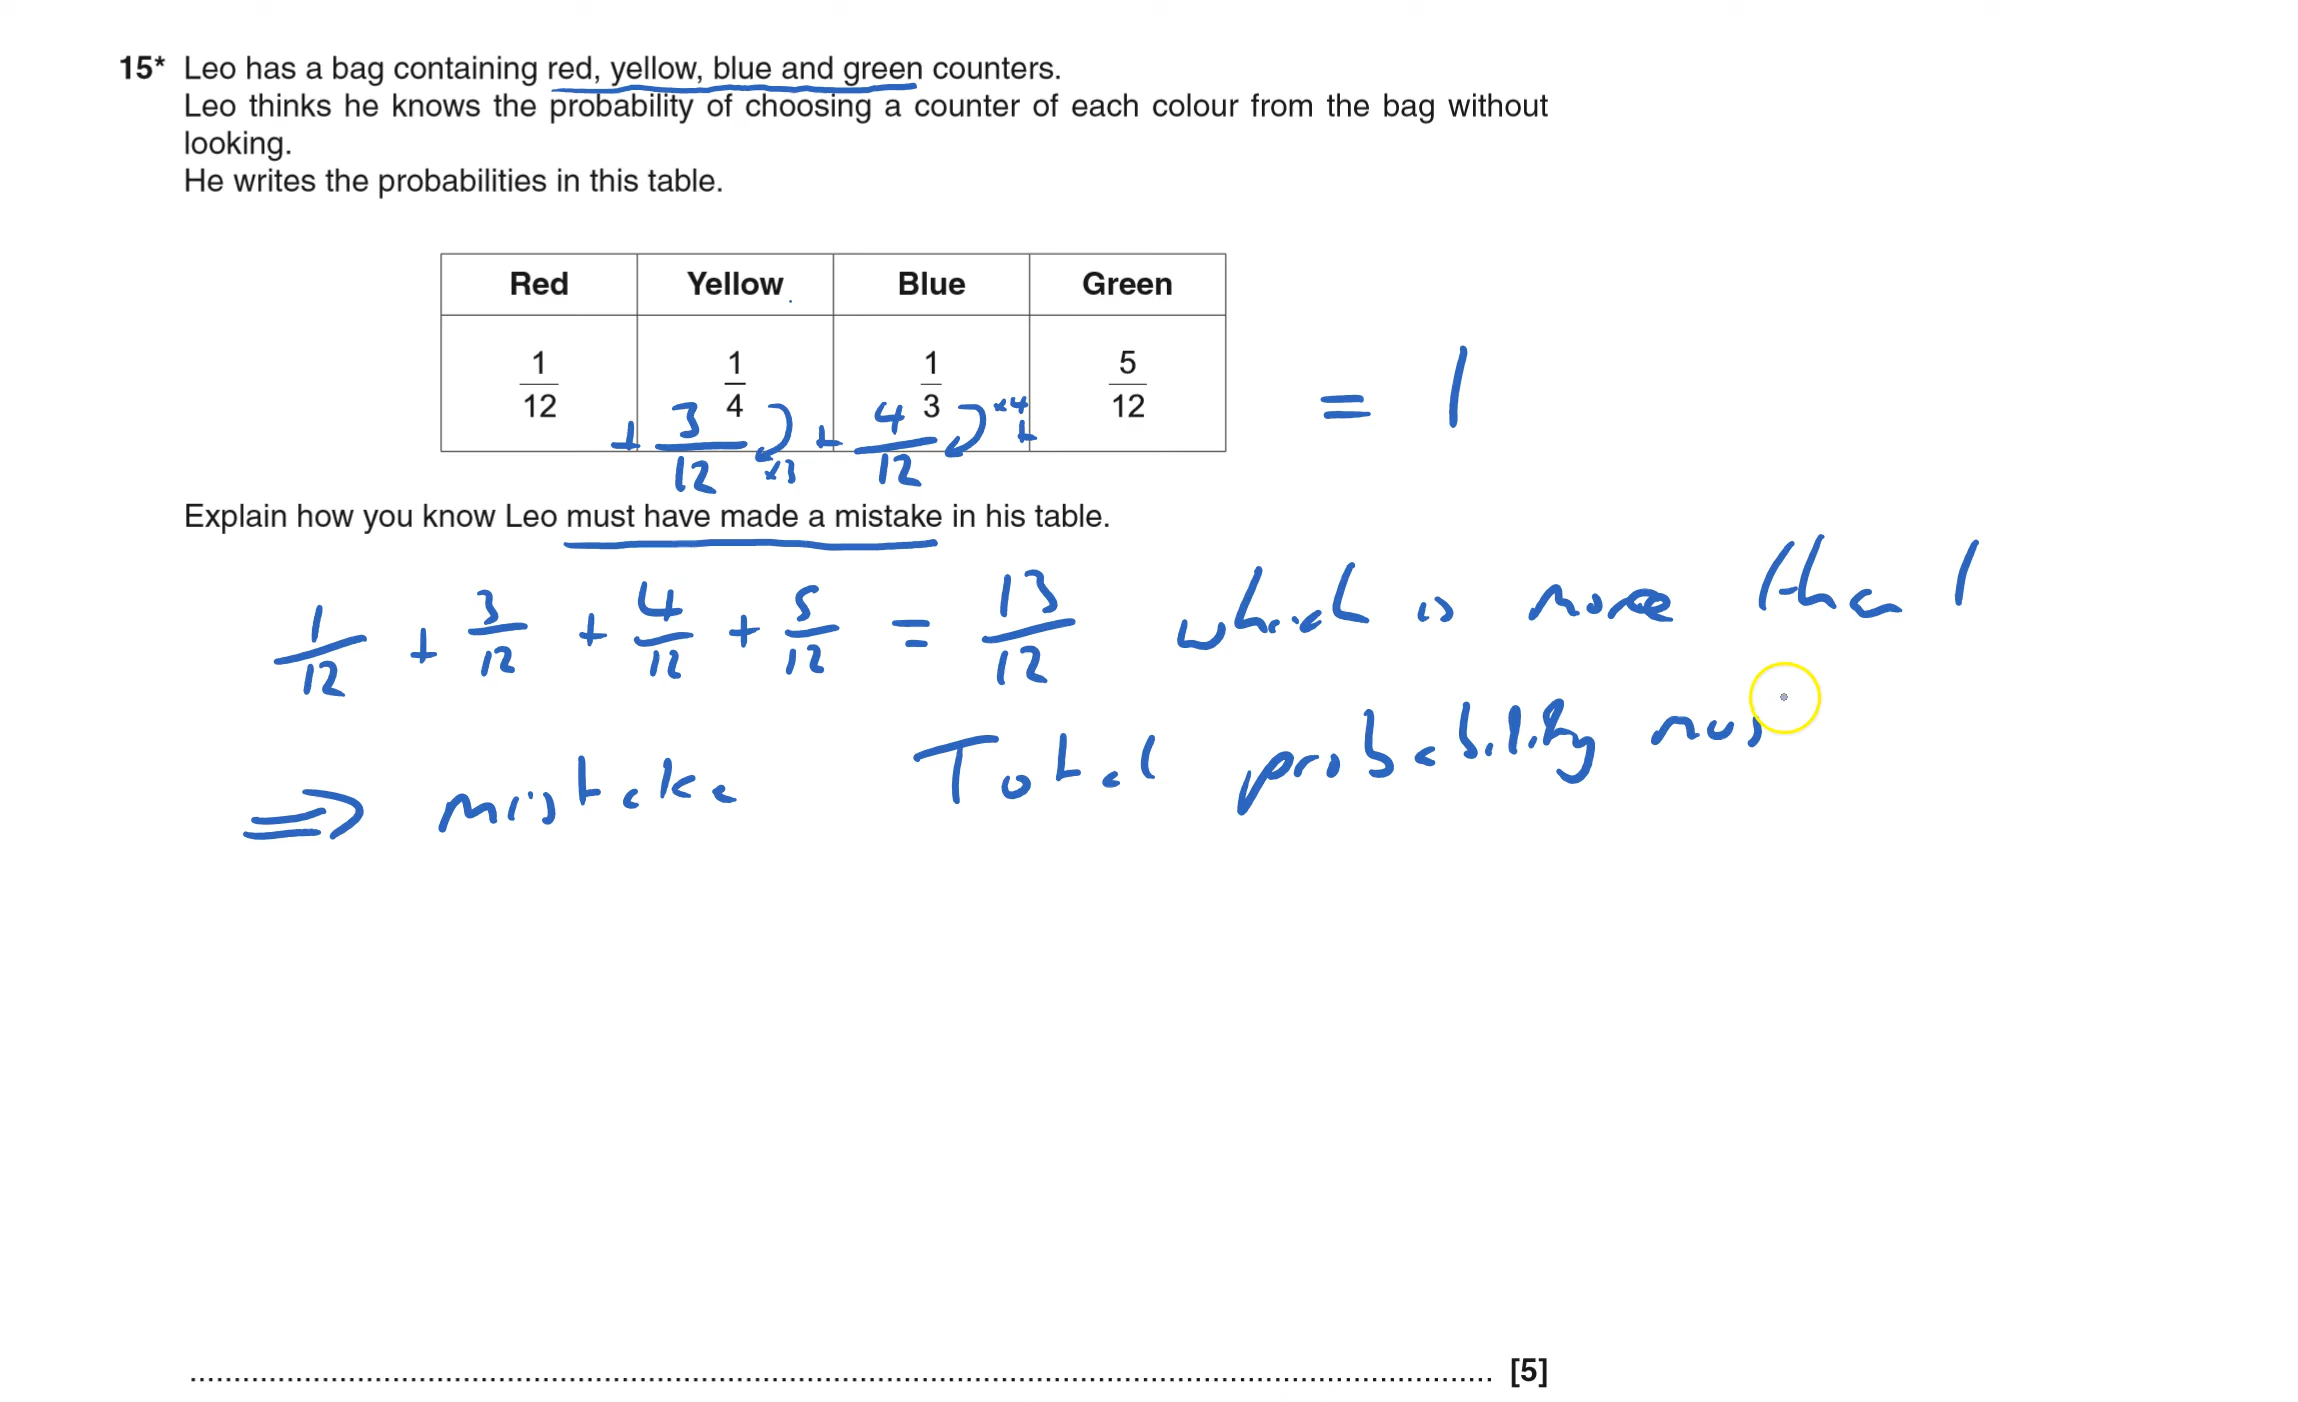 15* Leo has a bag containing red, yellow, blue and green counters.
Leo thinks he knows the probability of choosing a counter of each colour from the bag without
looking.
He writes the probabilities in this table.
Red Yellow Blue Green
1/12 1/4 1/3 5/12 = 1
+ 3/12 x3 + 4/12 x4 +
Explain how you know Leo must have made a mistake in his table.
1/12 + 3/12 + 4/12 + 5/12 = 13/12 which is more than 1
⇒ mistake Total probability mus
[5]